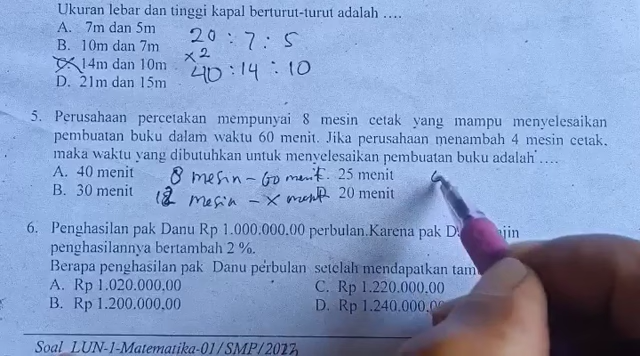 Ukuran lebar dan tinggi kapal berturut-turut adalah ....
A. 7m dan 5m
B. 10m dan 7m
C. 14m dan 10m
D. 21m dan 15m
20 : 7 : 5
x2
40 : 14 : 10
5. Perusahaan percetakan mempunyai 8 mesin cetak yang mampu menyelesaikan
pembuatan buku dalam waktu 60 menit. Jika perusahaan menambah 4 mesin cetak.
maka waktu yang dibutuhkan untuk menyelesaikan pembuatan buku adalah ....
A. 40 menit
B. 30 menit
8 mesin – 60 menit
12 mesin – x menit
25 menit
20 menit
6. Penghasilan pak Danu Rp 1.000.000,00 perbulan.Karena pak
penghasilannya bertambah 2 %.
Berapa penghasilan pak Danu perbulan setelah mendapatkan
A. Rp 1.020.000,00
B. Rp 1.200.000,00
C. Rp 1.220.000,00
D. Rp 1.240.000,00
Soal LUN-1-Matematika-01/SMP/